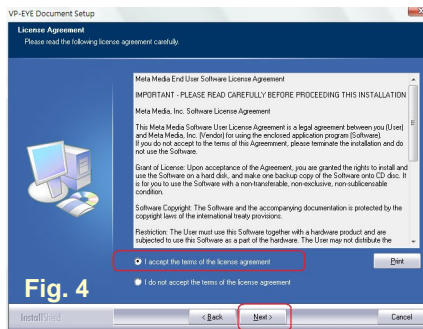 VP-EYE Document Setup
License Agreement
Please read the following license agreement carefully.
Meta Media End User Software License Agreement
IMPORTANT - PLEASE READ CAREFULLY BEFORE PROCEEDING THIS INSTALLATION
Meta Media, Inc. Software License Agreement
This Meta Media Software User License Agreement is a legal agreement between you (User)
and Meta Media, Inc. (Vendor) for using the enclosed application program (Software).
If you do not accept to the terms of this Agreemment, please terminate the installation and do
not use the Software.
Grant of License: Upon acceptance of the Agreement, you are granted the rights to install and
use the Software on a hard disk, and make one backup copy of the Software onto CD disc. It
is for you to use the Software with a non-transferable, non-exclusive, non-sublicensable
condition.
Software Copyright: The Software and the accompanying documentation is protected by the
copyright laws of the international treaty provisions.
Restriction: The User must use this Software together with a hardware product and are
subjected to use this Software as a part of the hardware. The User may not distribute the
I accept the terms of the license agreement
Print
I do not accept the terms of the license agreement
Fig. 4
InstallShield
< Back
Next >
Cancel